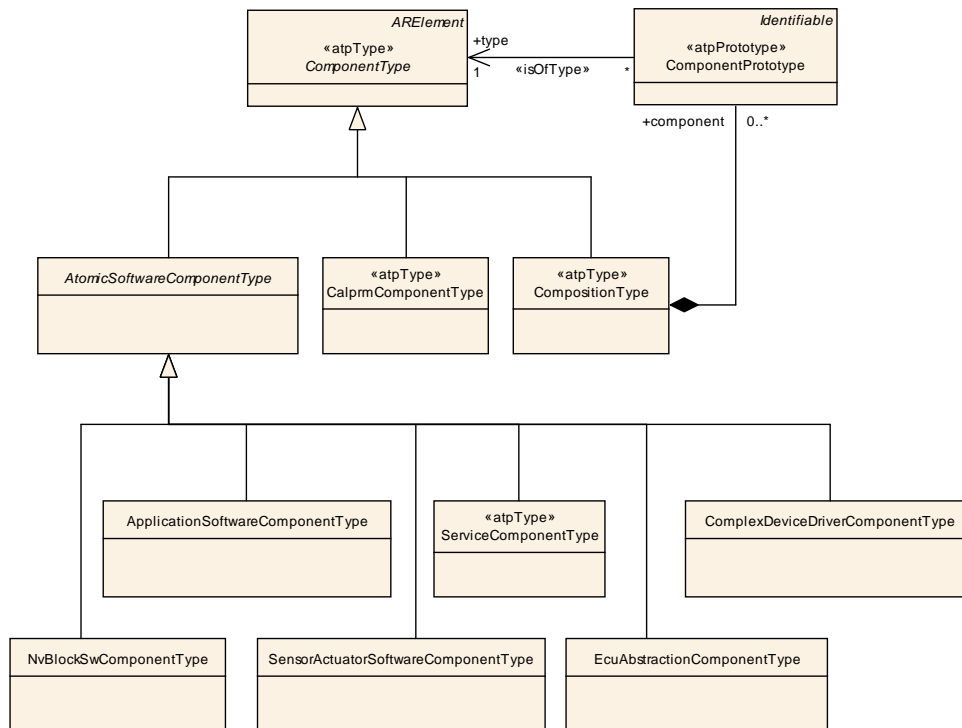 ARElement
«atpType»
ComponentType
+type
1
«isOfType»
*
Identifiable
«atpPrototype»
ComponentPrototype
+component
0..*
AtomicSoftwareComponentType
«atpType»
CalprmComponentType
«atpType»
CompositionType
ApplicationSoftwareComponentType
«atpType»
ServiceComponentType
ComplexDeviceDriverComponentType
NvBlockSwComponentType
SensorActuatorSoftwareComponentType
EcuAbstractionComponentType